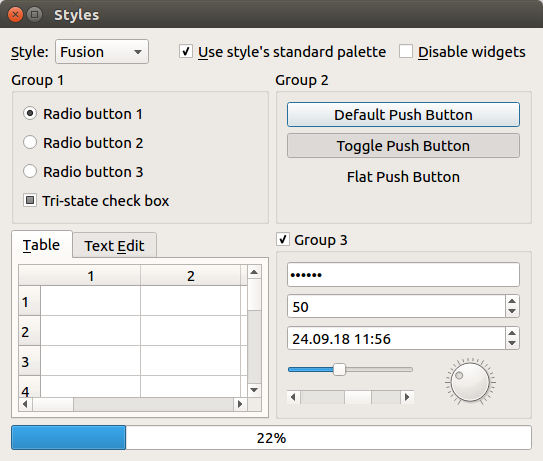 Styles
Style: Fusion Use style's standard palette Disable widgets
Group 1
Radio button 1
Radio button 2
Radio button 3
Tri-state check box
Group 2
Default Push Button
Toggle Push Button
Flat Push Button
Table Text Edit
1 2
1
2
3
4
Group 3
••••••
50
24.09.18 11:56
22%